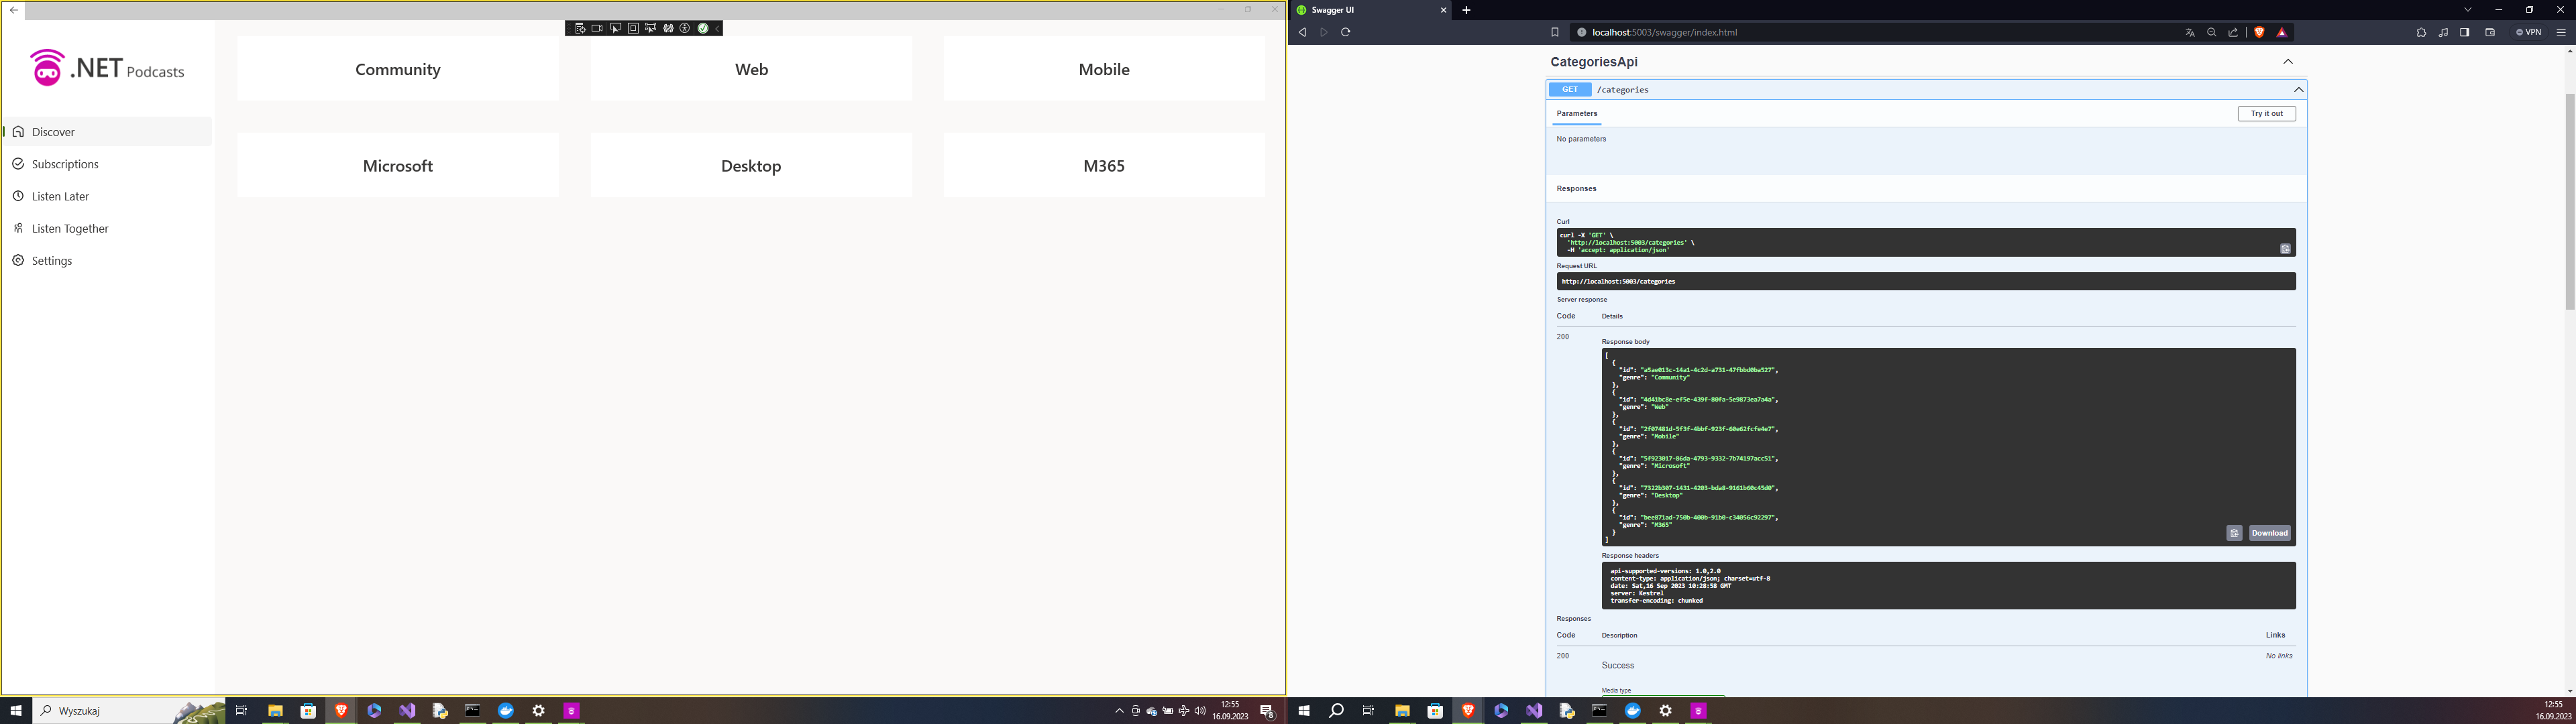 .NET Podcasts
Discover
Subscriptions
Listen Later
Listen Together
Settings
Community
Web
Mobile
Microsoft
Desktop
M365
Wyszukaj
12:55
16.09.2023
8
Swagger UI
localhost:5003/swagger/index.html
VPN
CategoriesApi
GET /categories
Parameters
Try it out
No parameters
Responses
Curl
curl -X 'GET' \
'http://localhost:5003/categories' \
-H 'accept: application/json'
Request URL
http://localhost:5003/categories
Server response
Code Details
200
Response body
[
{
"id": "a5ae013c-14a1-4c2d-a731-47fbbd0ba527",
"genre": "Community"
},
{
"id": "4d41bc8e-ef5e-439f-80fa-5e9873ea7a4a",
"genre": "Web"
},
{
"id": "2f07481d-5f3f-4bbf-923f-60e62fcfe4e7",
"genre": "Mobile"
},
{
"id": "5f923017-86da-4793-9332-7b74197acc51",
"genre": "Microsoft"
},
{
"id": "7322b307-1431-4203-bda8-9161b60c45d0",
"genre": "Desktop"
},
{
"id": "bee871ad-750b-400b-91b0-c34056c92297",
"genre": "M365"
}
]
Download
Response headers
api-supported-versions: 1.0,2.0
content-type: application/json; charset=utf-8
date: Sat,16 Sep 2023 10:28:58 GMT
server: Kestrel
transfer-encoding: chunked
Responses
Code Description Links
200 No links
Success
Media type
12:55
16.09.2023